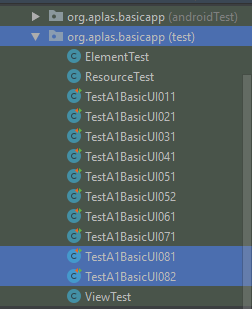 org.aplas.basicapp (androidTest)
org.aplas.basicapp (test)
ElementTest
ResourceTest
TestA1BasicUI011
TestA1BasicUI021
TestA1BasicUI031
TestA1BasicUI041
TestA1BasicUI051
TestA1BasicUI052
TestA1BasicUI061
TestA1BasicUI071
TestA1BasicUI081
TestA1BasicUI082
ViewTest